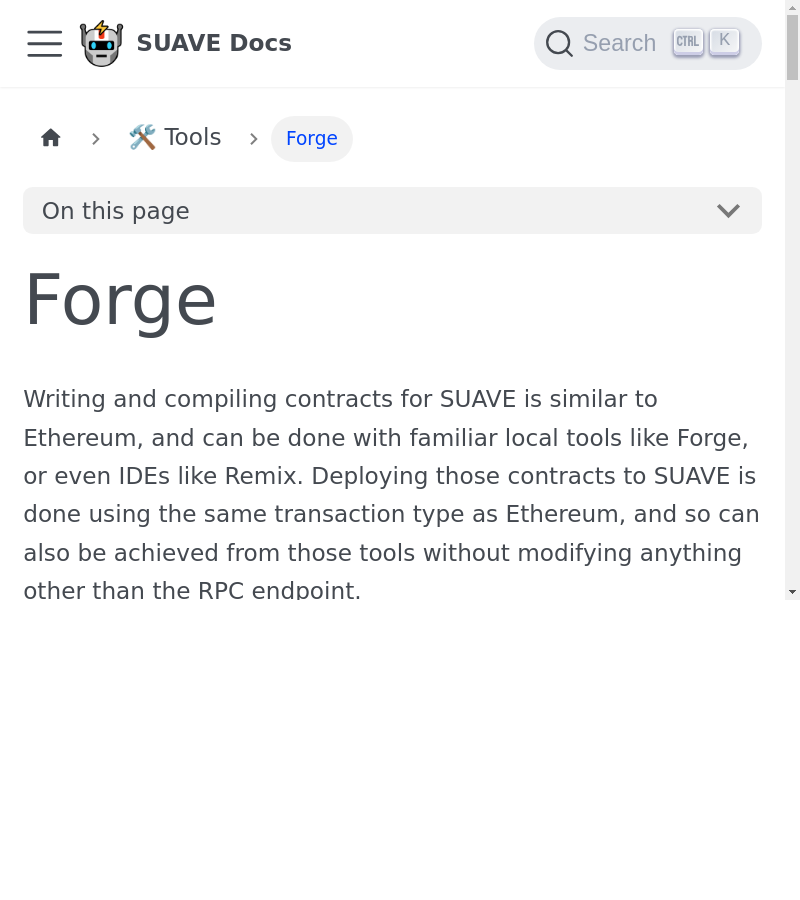 SUAVE Docs
Search CTRL K
🛠️ Tools
Forge
On this page
Forge
Writing and compiling contracts for SUAVE is similar to
Ethereum, and can be done with familiar local tools like Forge,
or even IDEs like Remix. Deploying those contracts to SUAVE is
done using the same transaction type as Ethereum, and so can
also be achieved from those tools without modifying anything
other than the RPC endpoint.